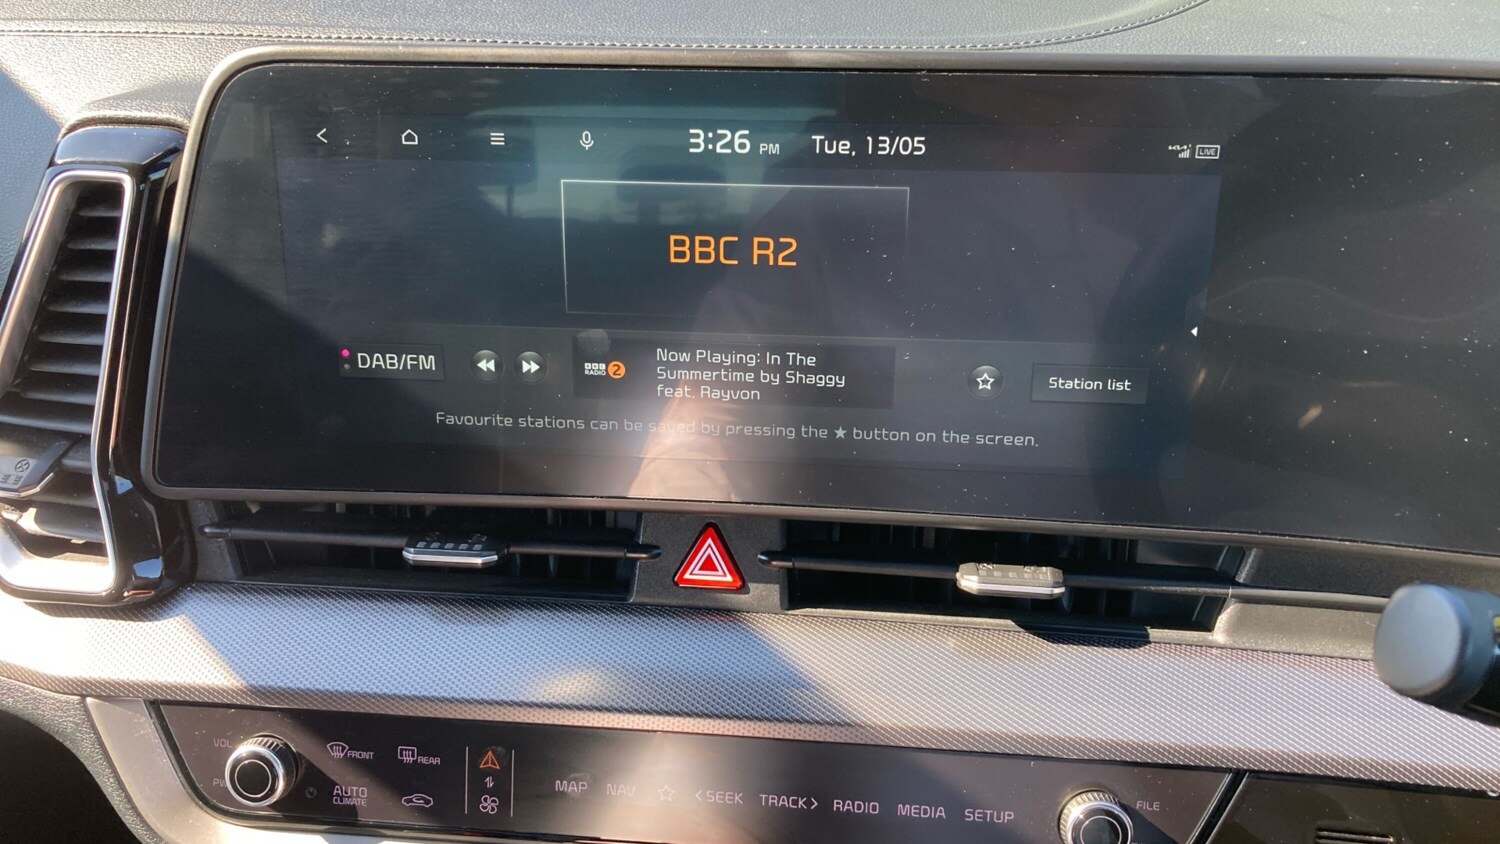 3:26 PM Tue, 13/05
LIVE
BBC R2
DAB/FM
BBC
RADIO 2
Now Playing: In The
Summertime by Shaggy
feat. Rayvon
Station list
Favourite stations can be saved by pressing the ★ button on the screen.
VOL
FRONT
REAR
AUTO
CLIMATE
MAP
NAV
< SEEK
TRACK >
RADIO
MEDIA
SETUP
FILE